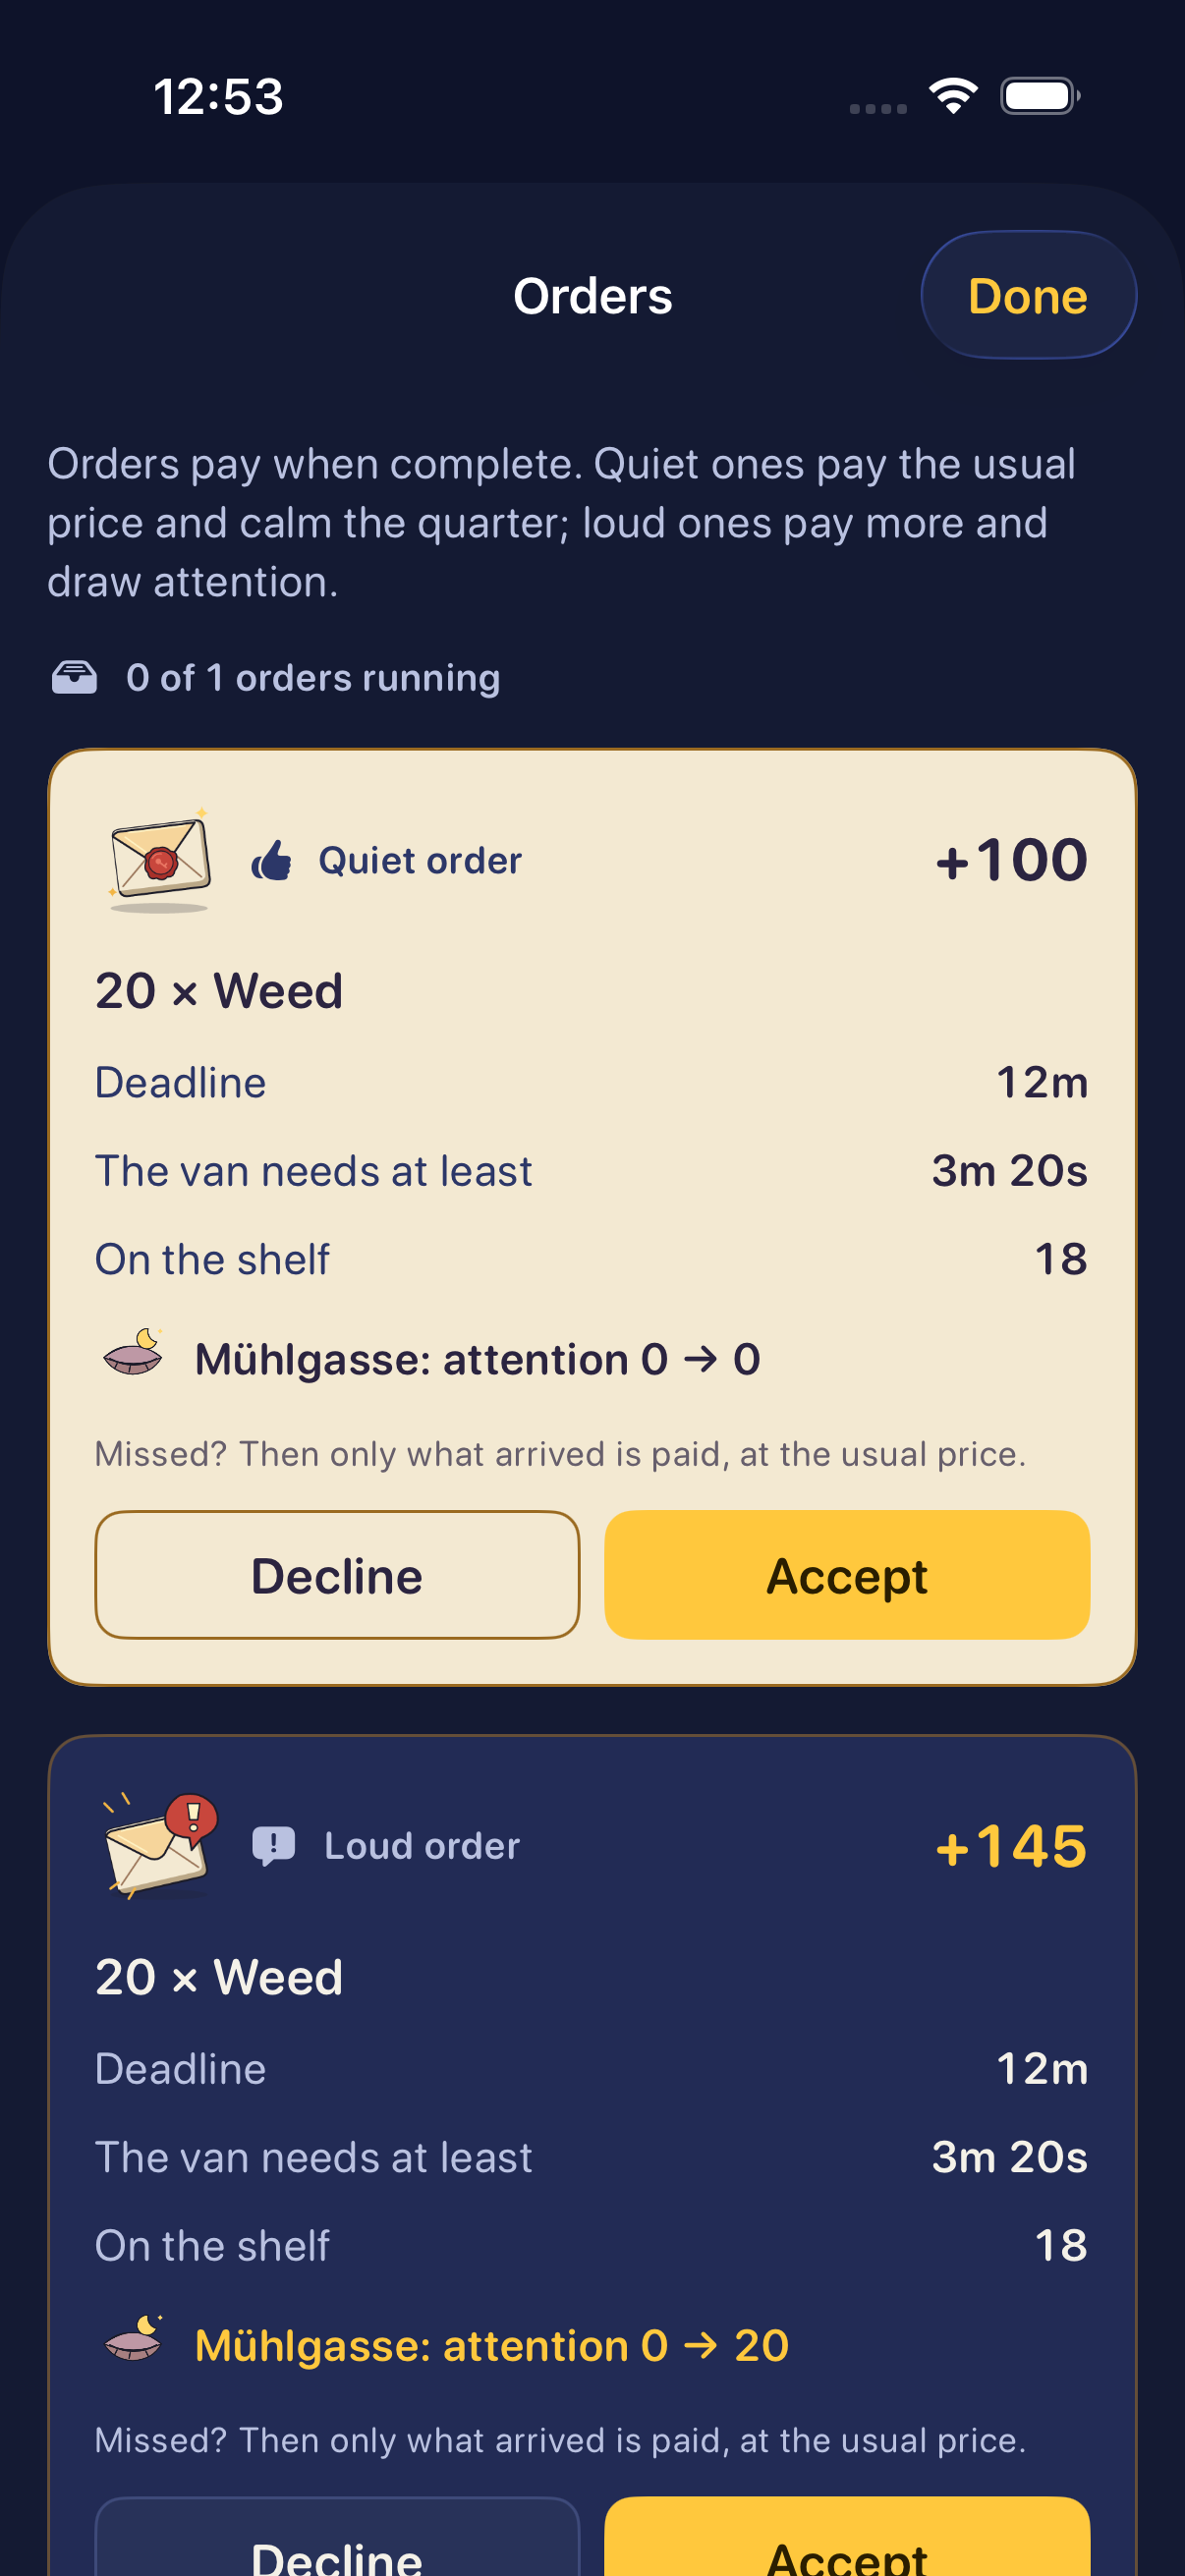 12:53
Orders
Done
Orders pay when complete. Quiet ones pay the usual
price and calm the quarter; loud ones pay more and
draw attention.
0 of 1 orders running
Quiet order
+100
20 × Weed
Deadline
12m
The van needs at least
3m 20s
On the shelf
18
Mühlgasse: attention 0 → 0
Missed? Then only what arrived is paid, at the usual price.
Decline
Accept
Loud order
+145
20 × Weed
Deadline
12m
The van needs at least
3m 20s
On the shelf
18
Mühlgasse: attention 0 → 20
Missed? Then only what arrived is paid, at the usual price.
Decline
Accept